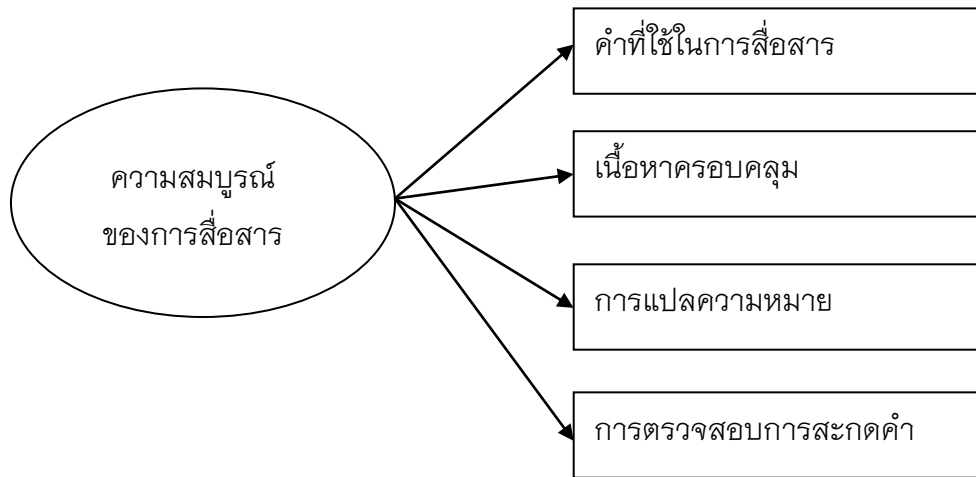 คำที่ใช้ในการสื่อสาร
เนื้อหาครอบคลุม
ความสมบูรณ์
ของการสื่อสาร
การแปลความหมาย
การตรวจสอบการสะกดคำ